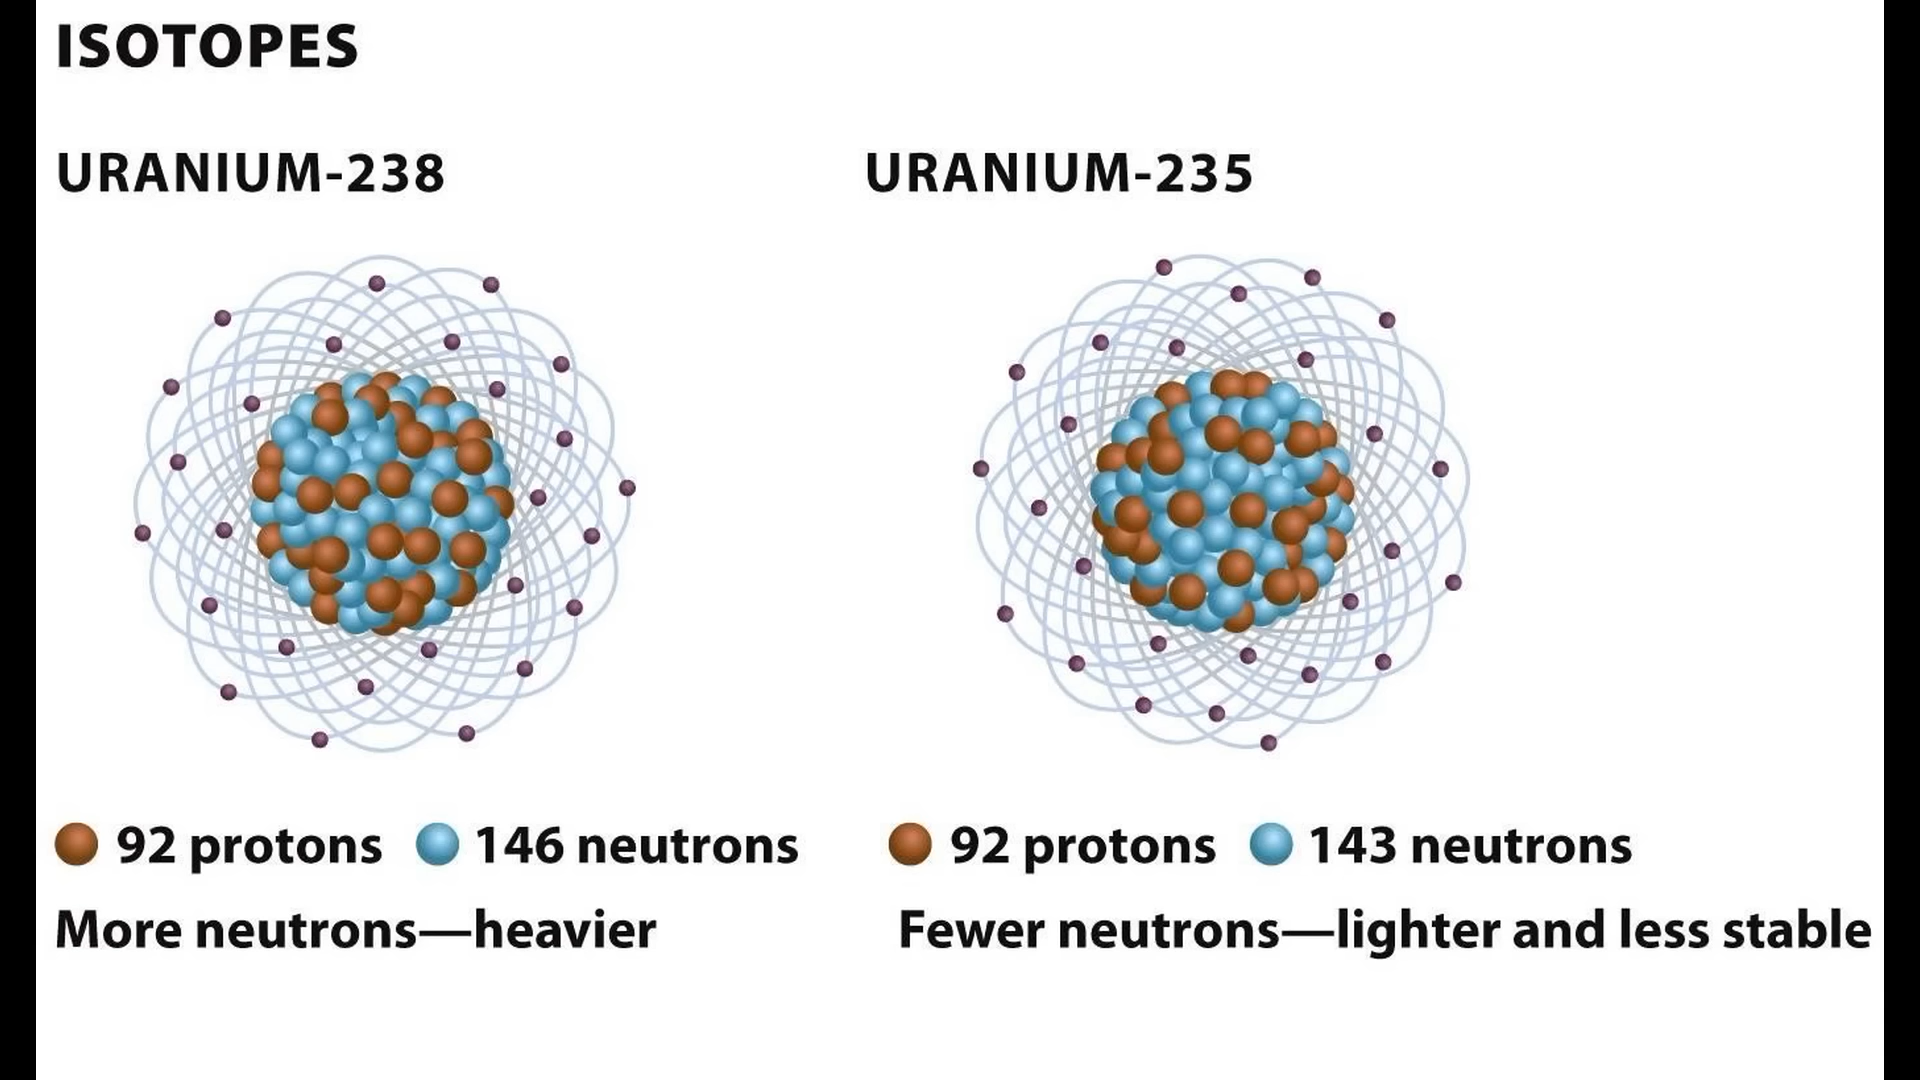 ISOTOPES
URANIUM-238
URANIUM-235
92 protons 146 neutrons
92 protons 143 neutrons
More neutrons—heavier
Fewer neutrons—lighter and less stable